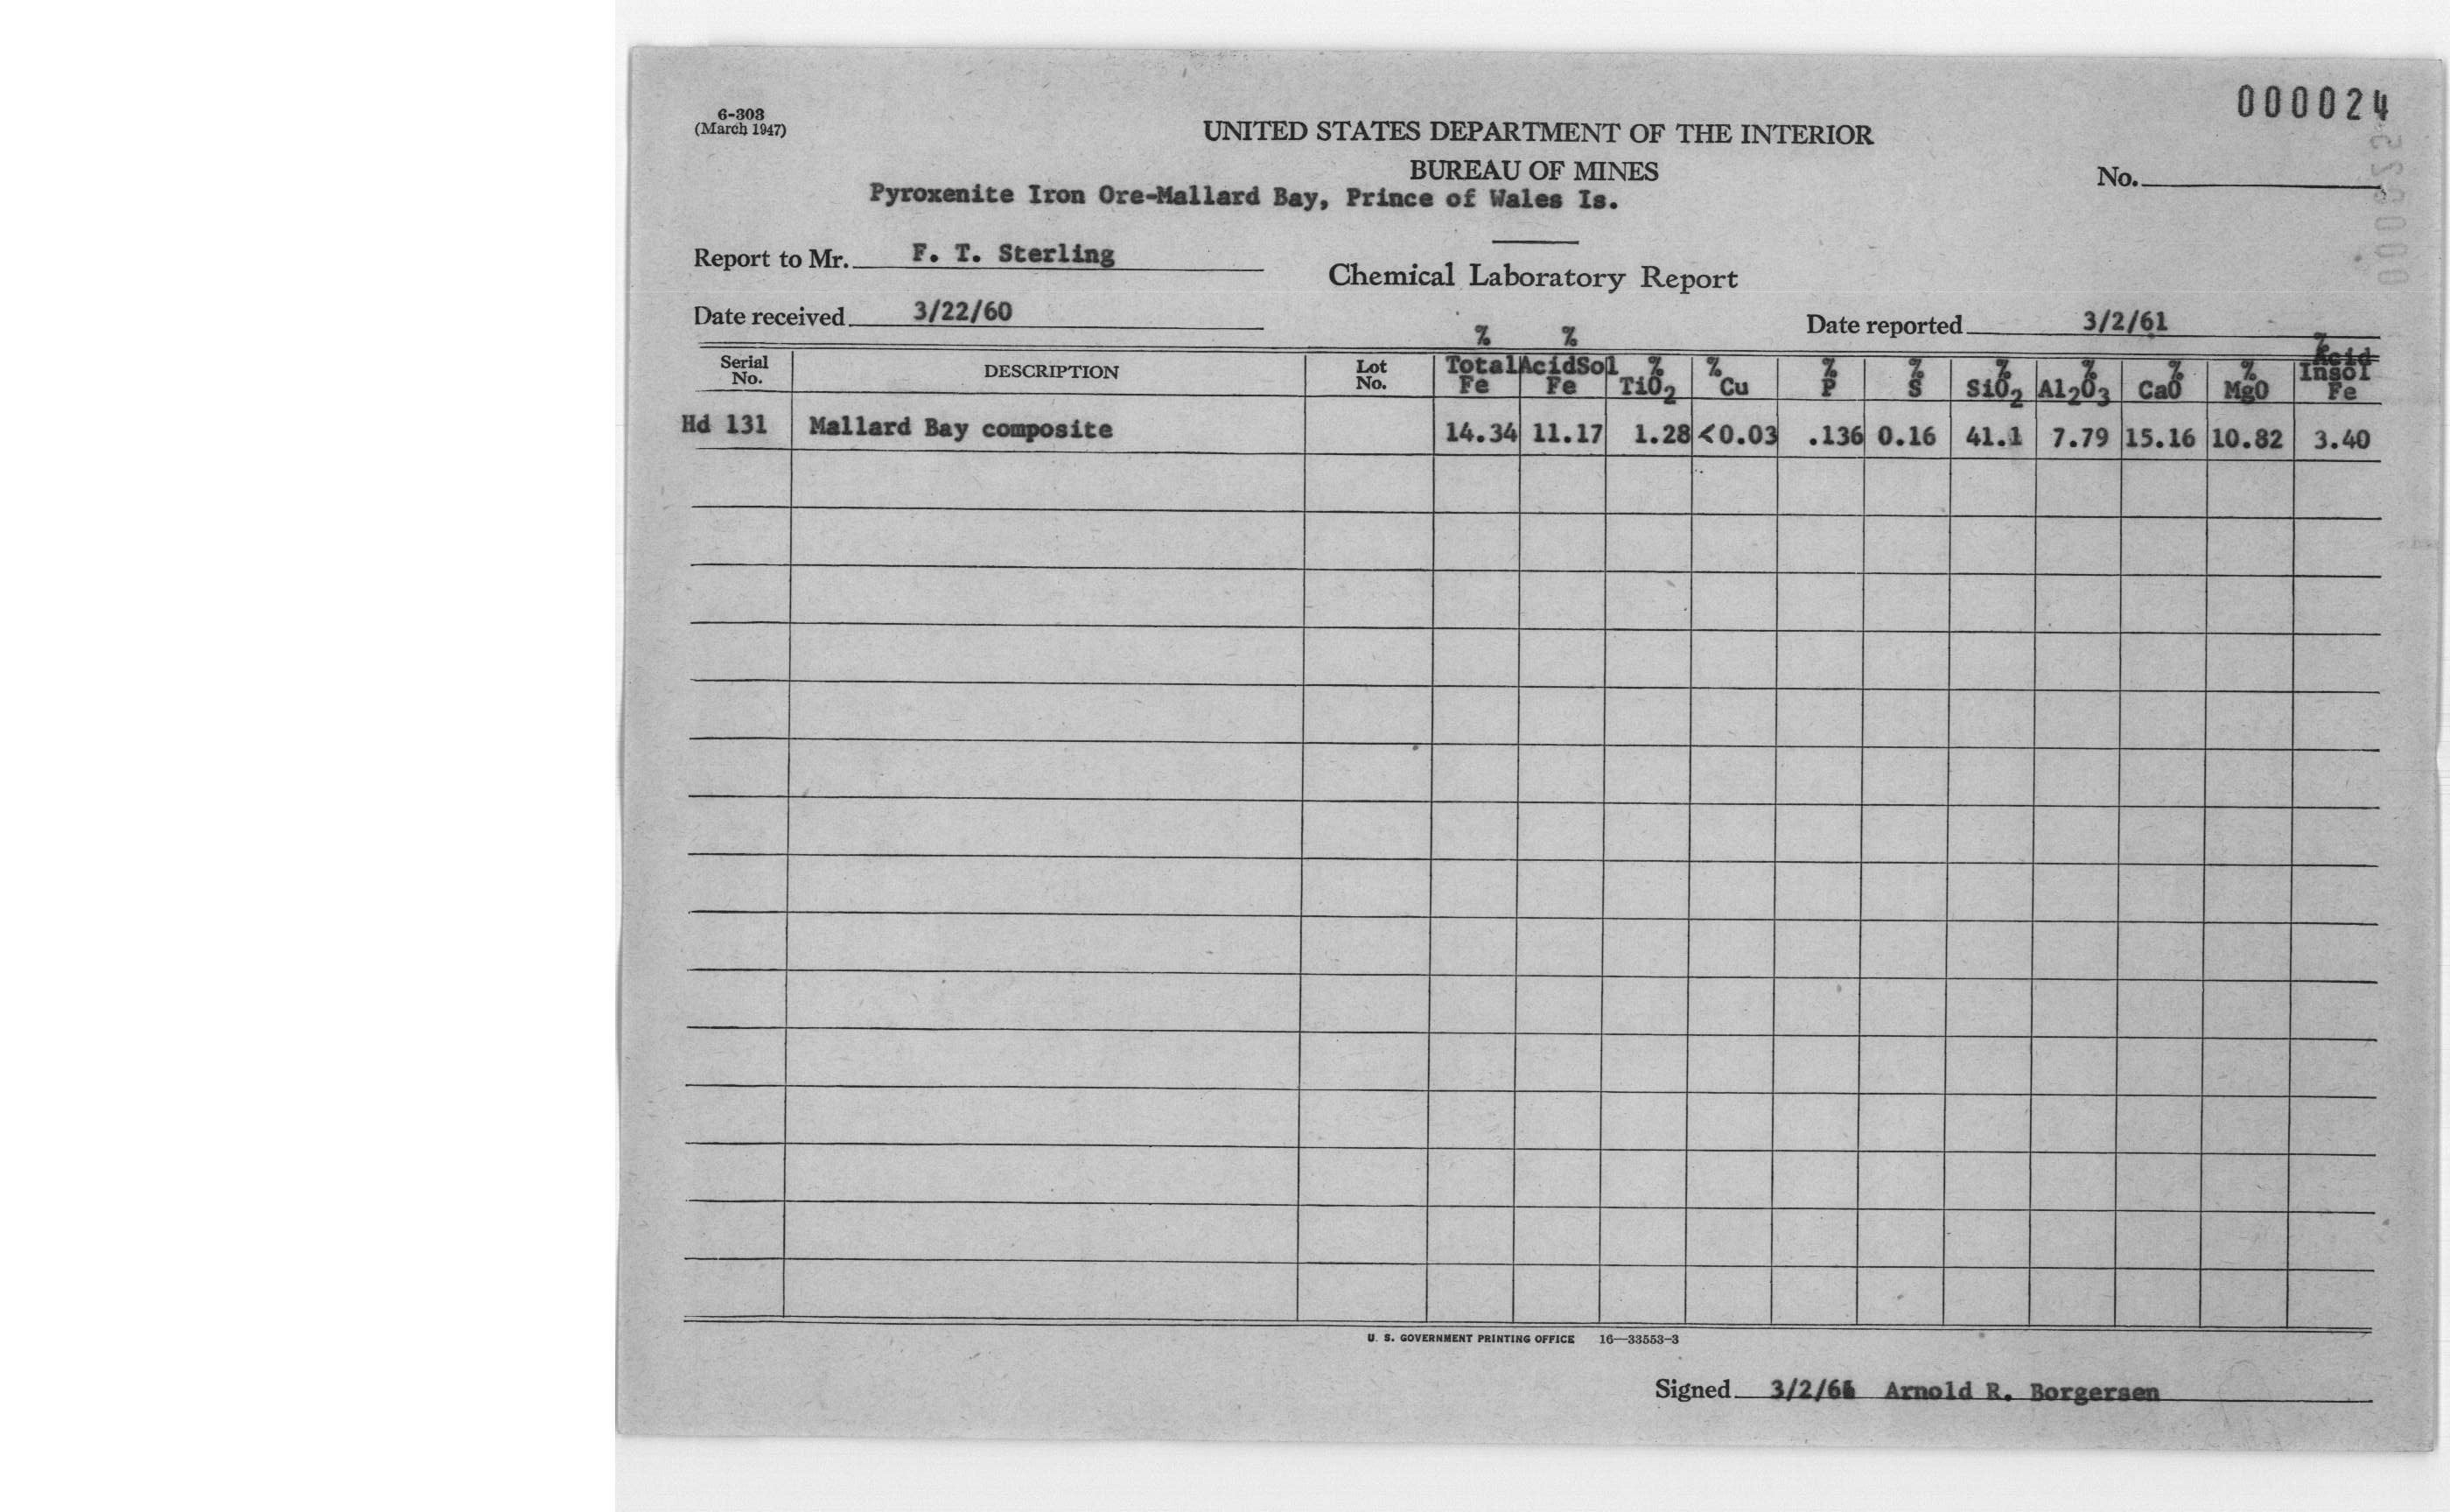 000024
6-303
(March 1947)
UNITED STATES DEPARTMENT OF THE INTERIOR
BUREAU OF MINES
No.
Pyroxenite Iron Ore-Mallard Bay, Prince of Wales Is.
Report to Mr. F. T. Sterling
Chemical Laboratory Report
Date received 3/22/60
Date reported 3/2/61
Serial No. DESCRIPTION Lot No. % Total Fe % AcidSol Fe % TiO2 % Cu % P % S % SiO2 % Al2O3 % CaO % MgO % Acid Insol Fe
Hd 131 Mallard Bay composite 14.34 11.17 1.28 <0.03 .136 0.16 41.1 7.79 15.16 10.82 3.40
U. S. GOVERNMENT PRINTING OFFICE 16—33553-3
Signed 3/2/61 Arnold R. Borgersen